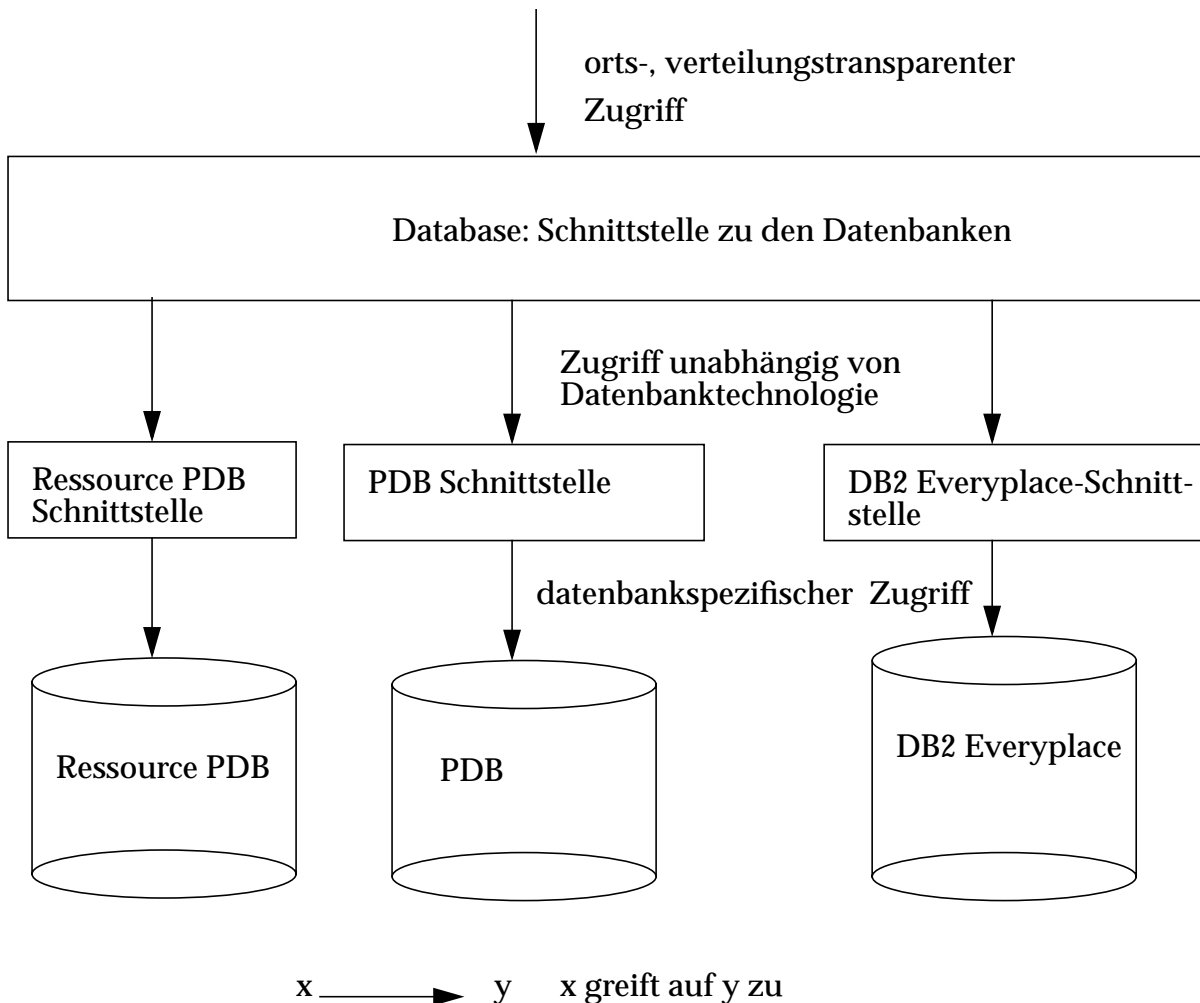 orts-, verteilungstransparenter
Zugriff
Database: Schnittstelle zu den Datenbanken
Zugriff unabhängig von
Datenbanktechnologie
Ressource PDB
Schnittstelle
PDB Schnittstelle
DB2 Everyplace-Schnitt-
stelle
datenbankspezifischer Zugriff
Ressource PDB
PDB
DB2 Everyplace
x y x greift auf y zu